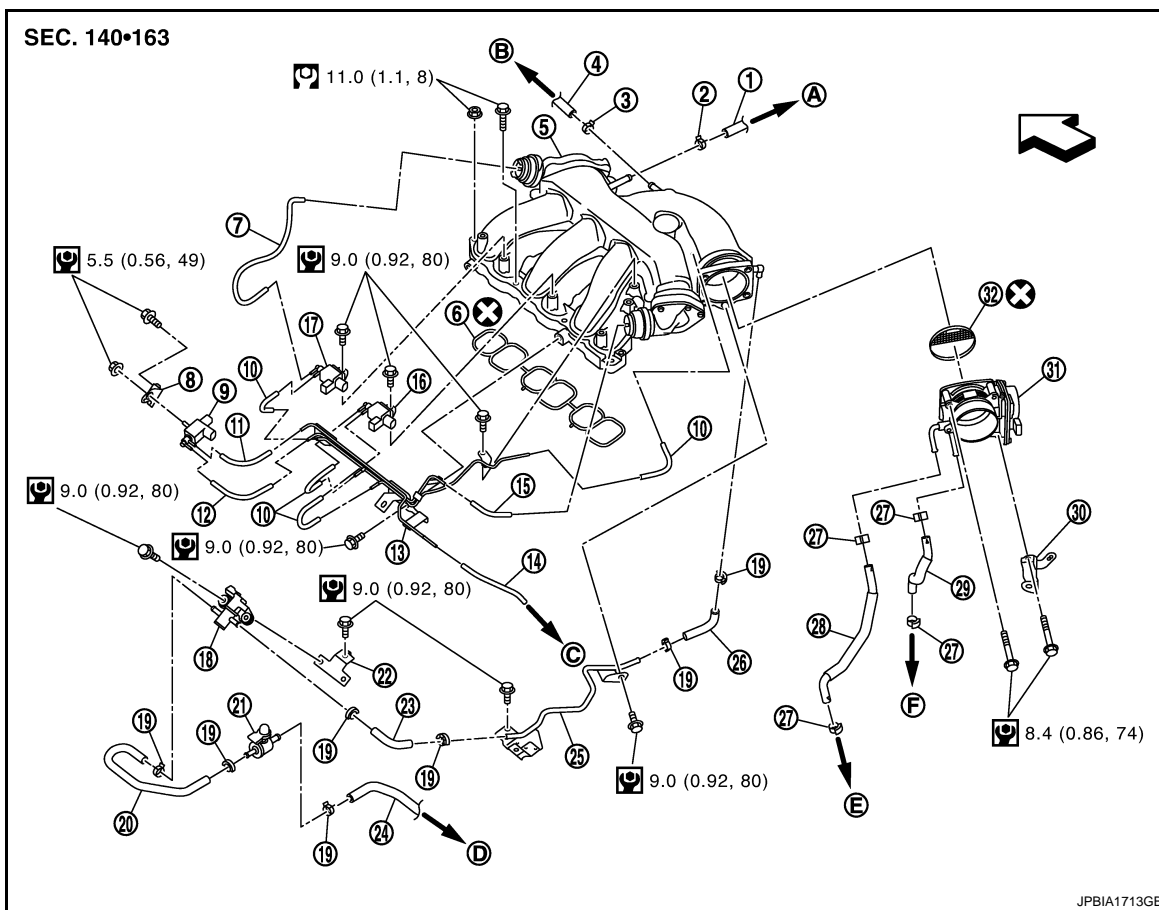 SEC. 140•163
B
4
3
2
1
A
11.0 (1.1, 8)
5
7
5.5 (0.56, 49)
9.0 (0.92, 80)
6
32
17
8
10
16
31
9
11
10
9.0 (0.92, 80)
12
10
15
27
30
9.0 (0.92, 80)
13
27
14
19
29
9.0 (0.92, 80)
28
27
18
C
19
26
22
F
21
23
19
19
19
19
25
27
8.4 (0.86, 74)
9.0 (0.92, 80)
20
19
24
E
D
JPBIA1713GB